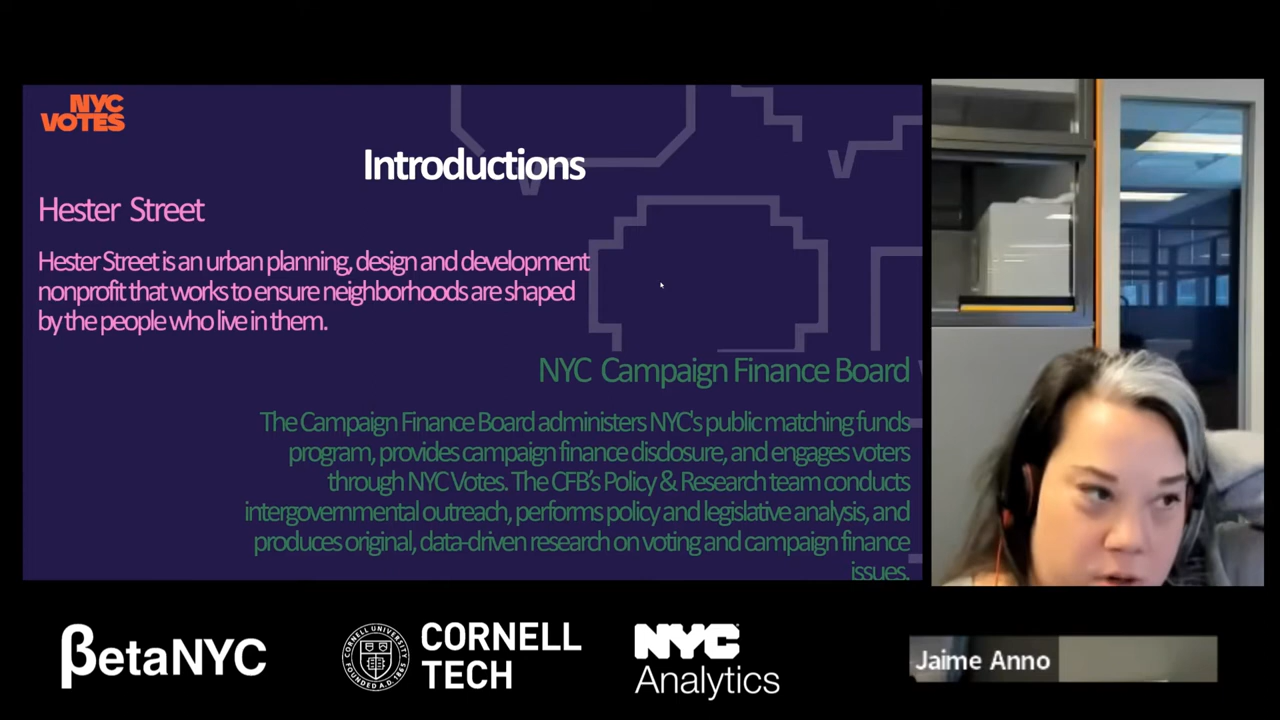 NYC
VOTES
Introductions
Hester Street
Hester Street is an urban planning, design and development
nonprofit that works to ensure neighborhoods are shaped
by the people who live in them.
NYC Campaign Finance Board
The Campaign Finance Board administers NYC's public matching funds
program, provides campaign finance disclosure, and engages voters
through NYC Votes. The CFB’s Policy & Research team conducts
intergovernmental outreach, performs policy and legislative analysis, and
produces original, data-driven research on voting and campaign finance
issues.
βetaNYC
CORNELL
TECH
NYC
Analytics
Jaime Anno